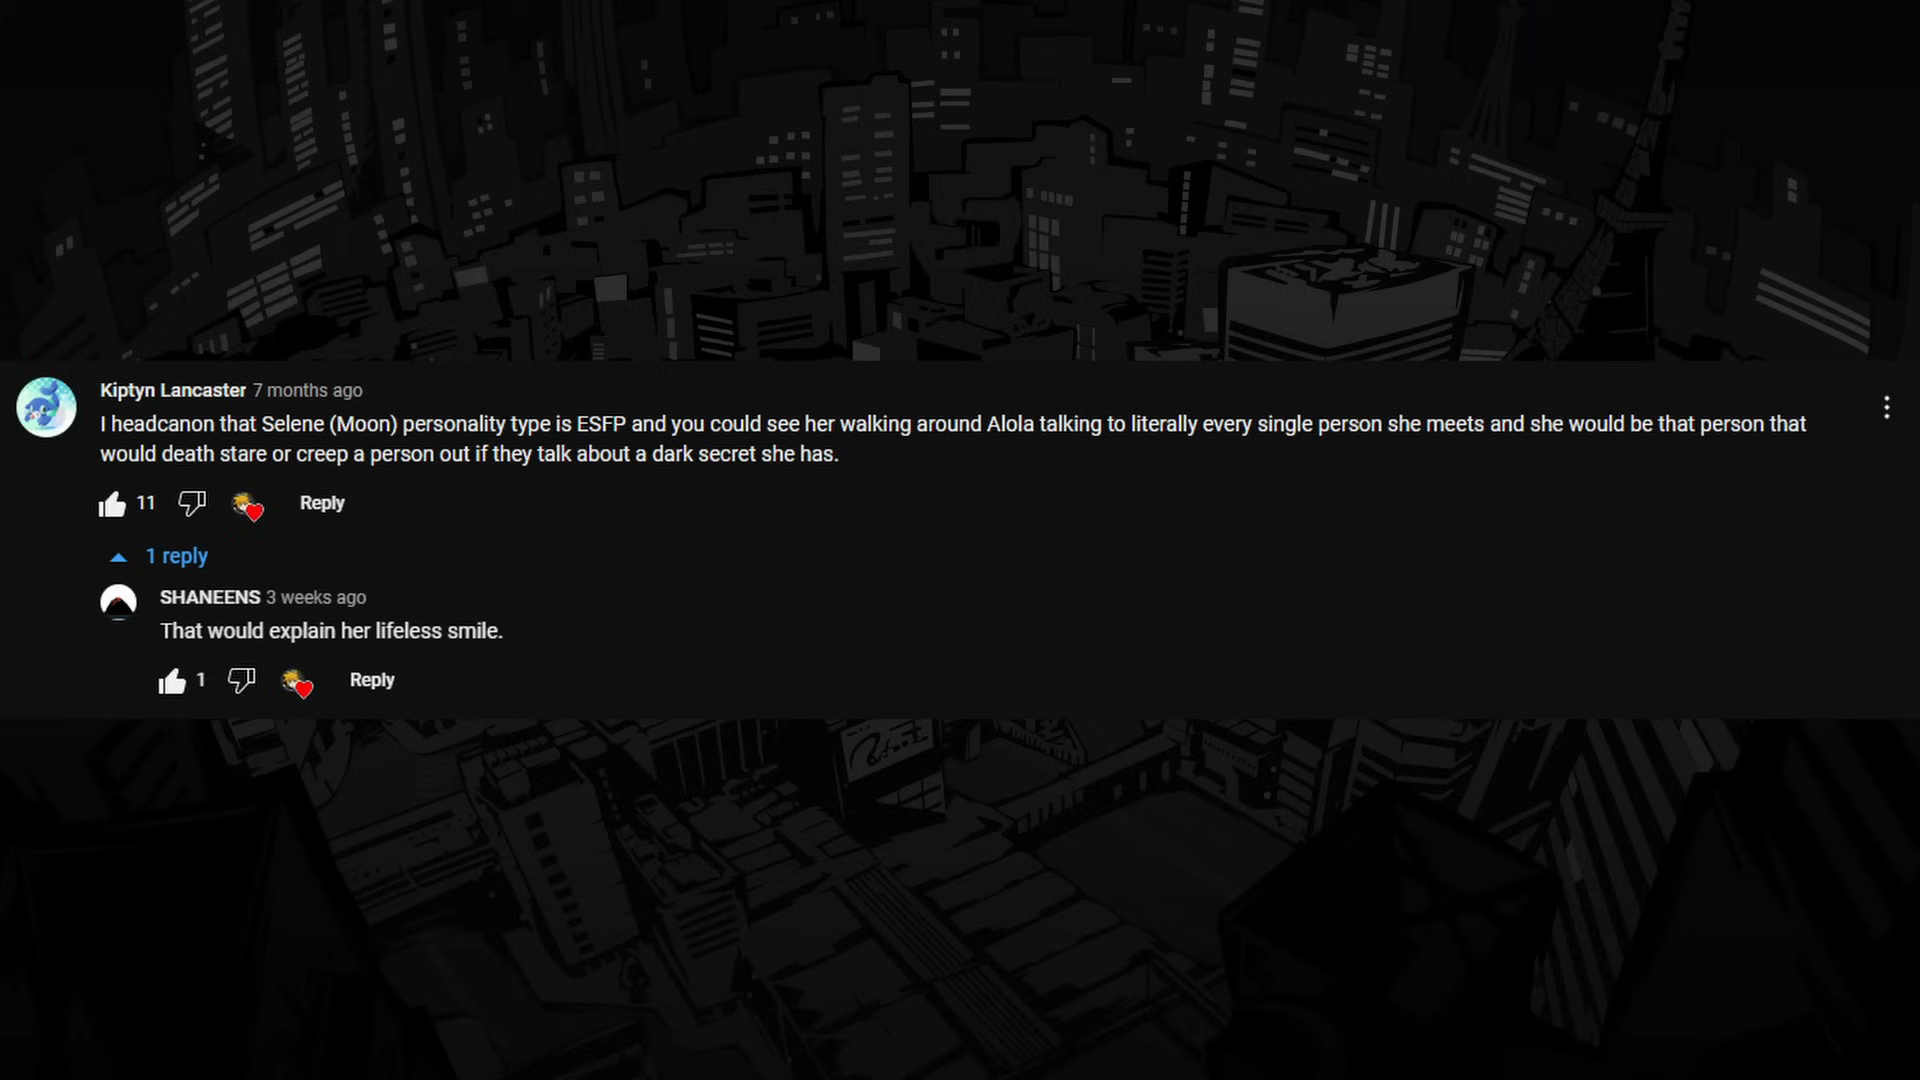 Kiptyn Lancaster 7 months ago
I headcanon that Selene (Moon) personality type is ESFP and you could see her walking around Alola talking to literally every single person she meets and she would be that person that
would death stare or creep a person out if they talk about a dark secret she has.
11 Reply
1 reply
SHANEENS 3 weeks ago
That would explain her lifeless smile.
1 Reply